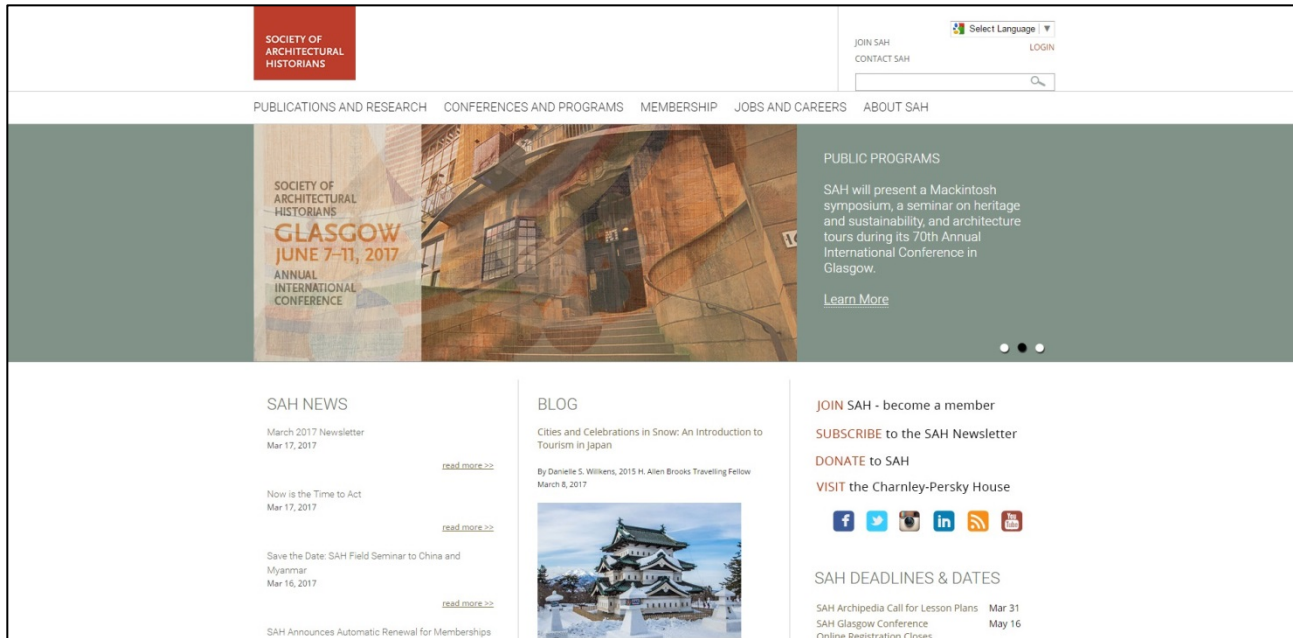 SOCIETY OF
ARCHITECTURAL
HISTORIANS
Select Language
JOIN SAH
LOGIN
CONTACT SAH
PUBLICATIONS AND RESEARCH
CONFERENCES AND PROGRAMS
MEMBERSHIP
JOBS AND CAREERS
ABOUT SAH
SOCIETY OF
ARCHITECTURAL
HISTORIANS
GLASGOW
JUNE 7–11, 2017
ANNUAL
INTERNATIONAL
CONFERENCE
PUBLIC PROGRAMS
SAH will present a Mackintosh
symposium, a seminar on heritage
and sustainability, and architecture
tours during its 70th Annual
International Conference in
Glasgow.
Learn More
SAH NEWS
March 2017 Newsletter
Mar 17, 2017
read more >>
Now is the Time to Act
Mar 17, 2017
read more >>
Save the Date: SAH Field Seminar to China and
Myanmar
Mar 16, 2017
read more >>
SAH Announces Automatic Renewal for Memberships
BLOG
Cities and Celebrations in Snow: An Introduction to
Tourism in Japan
By Danielle S. Willkens, 2015 H. Allen Brooks Travelling Fellow
March 8, 2017
JOIN SAH - become a member
SUBSCRIBE to the SAH Newsletter
DONATE to SAH
VISIT the Charnley-Persky House
f
in
You
Tube
SAH DEADLINES & DATES
SAH Archipedia Call for Lesson Plans Mar 31
SAH Glasgow Conference May 16
Online Registration Closes